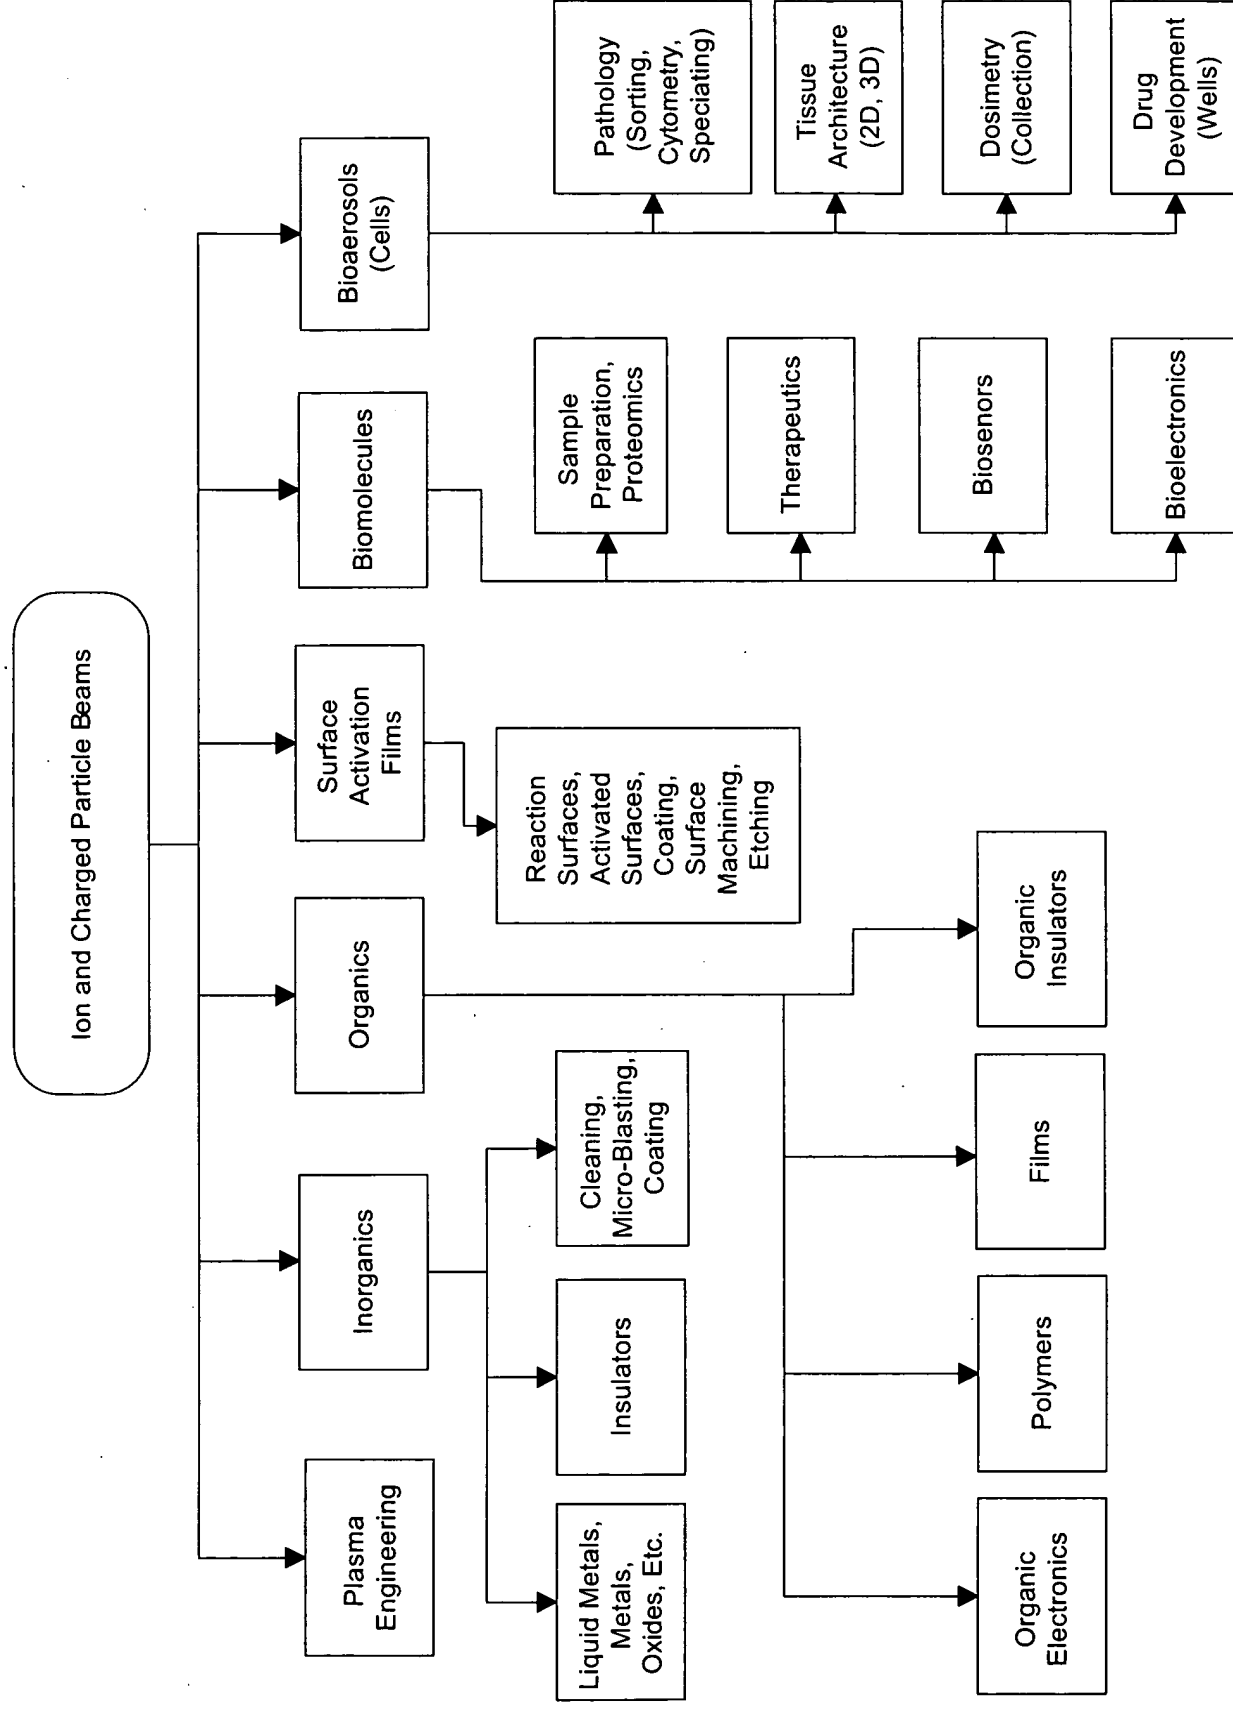 Ion and Charged Particle Beams
Plasma
Engineering
Inorganics
Organics
Surface
Activation
Films
Biomolecules
Bioaerosols
(Cells)
Liquid Metals,
Metals,
Oxides, Etc.
Insulators
Cleaning,
Micro-Blasting,
Coating
Organic
Electronics
Polymers
Films
Organic
Insulators
Reaction
Surfaces,
Activated
Surfaces,
Coating,
Surface
Machining,
Etching
Sample
Preparation,
Proteomics
Therapeutics
Biosenors
Bioelectronics
Pathology
(Sorting,
Cytometry,
Speciating)
Tissue
Architecture
(2D, 3D)
Dosimetry
(Collection)
Drug
Development
(Wells)